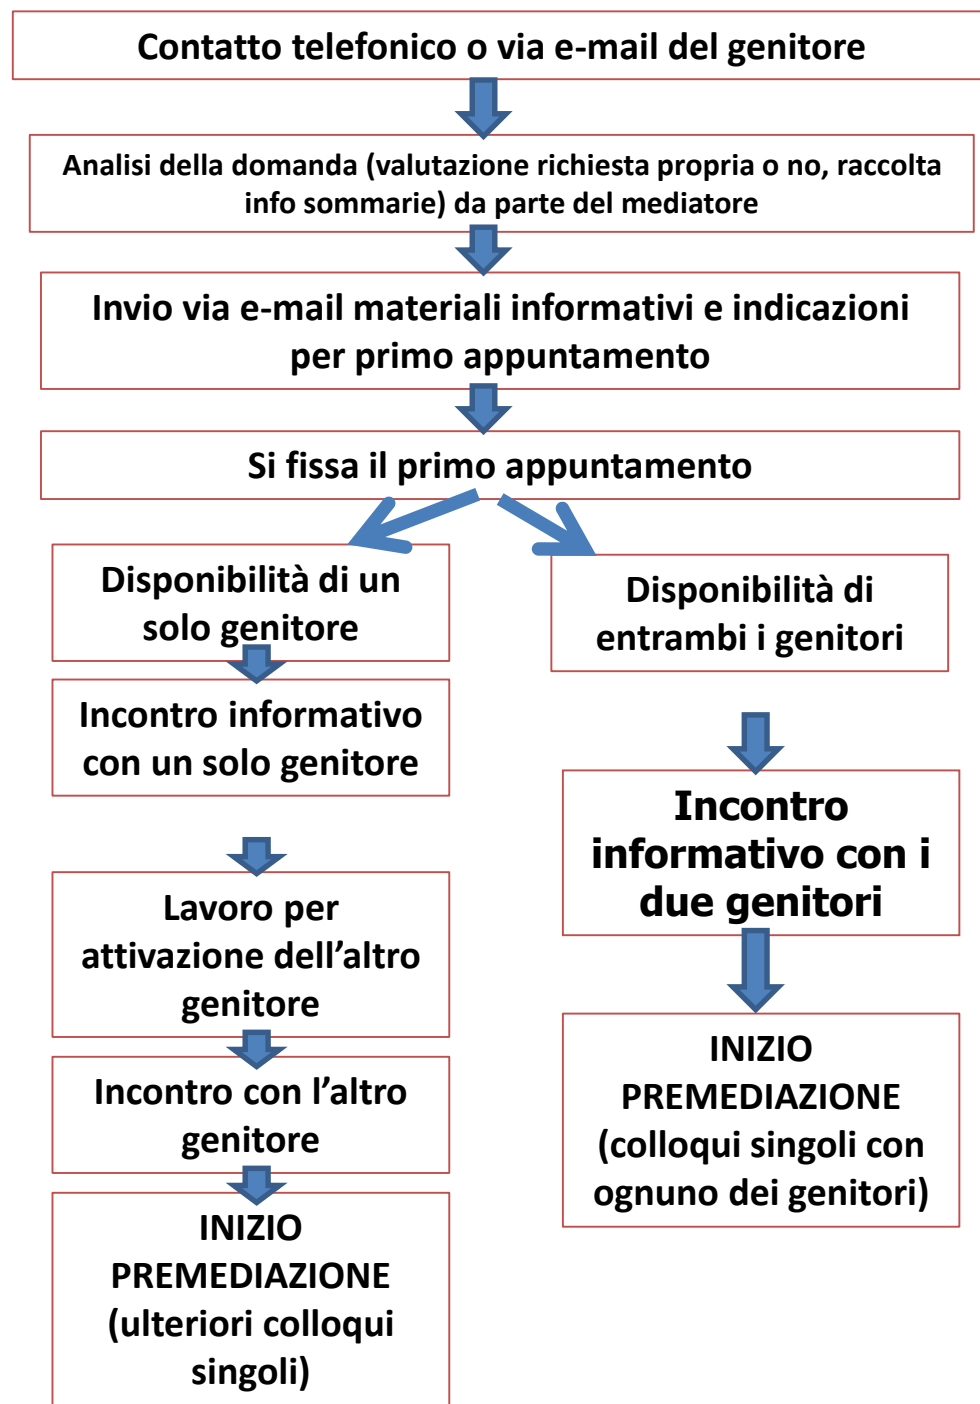 Contatto telefonico o via e-mail del genitore
Analisi della domanda (valutazione richiesta propria o no, raccolta
info sommarie) da parte del mediatore
Invio via e-mail materiali informativi e indicazioni
per primo appuntamento
Si fissa il primo appuntamento
Disponibilità di un
solo genitore
Incontro informativo
con un solo genitore
Lavoro per
attivazione dell’altro
genitore
Incontro con l’altro
genitore
INIZIO
PREMEDIAZIONE
(ulteriori colloqui
singoli)
Disponibilità di
entrambi i genitori
Incontro
informativo con i
due genitori
INIZIO
PREMEDIAZIONE
(colloqui singoli con
ognuno dei genitori)